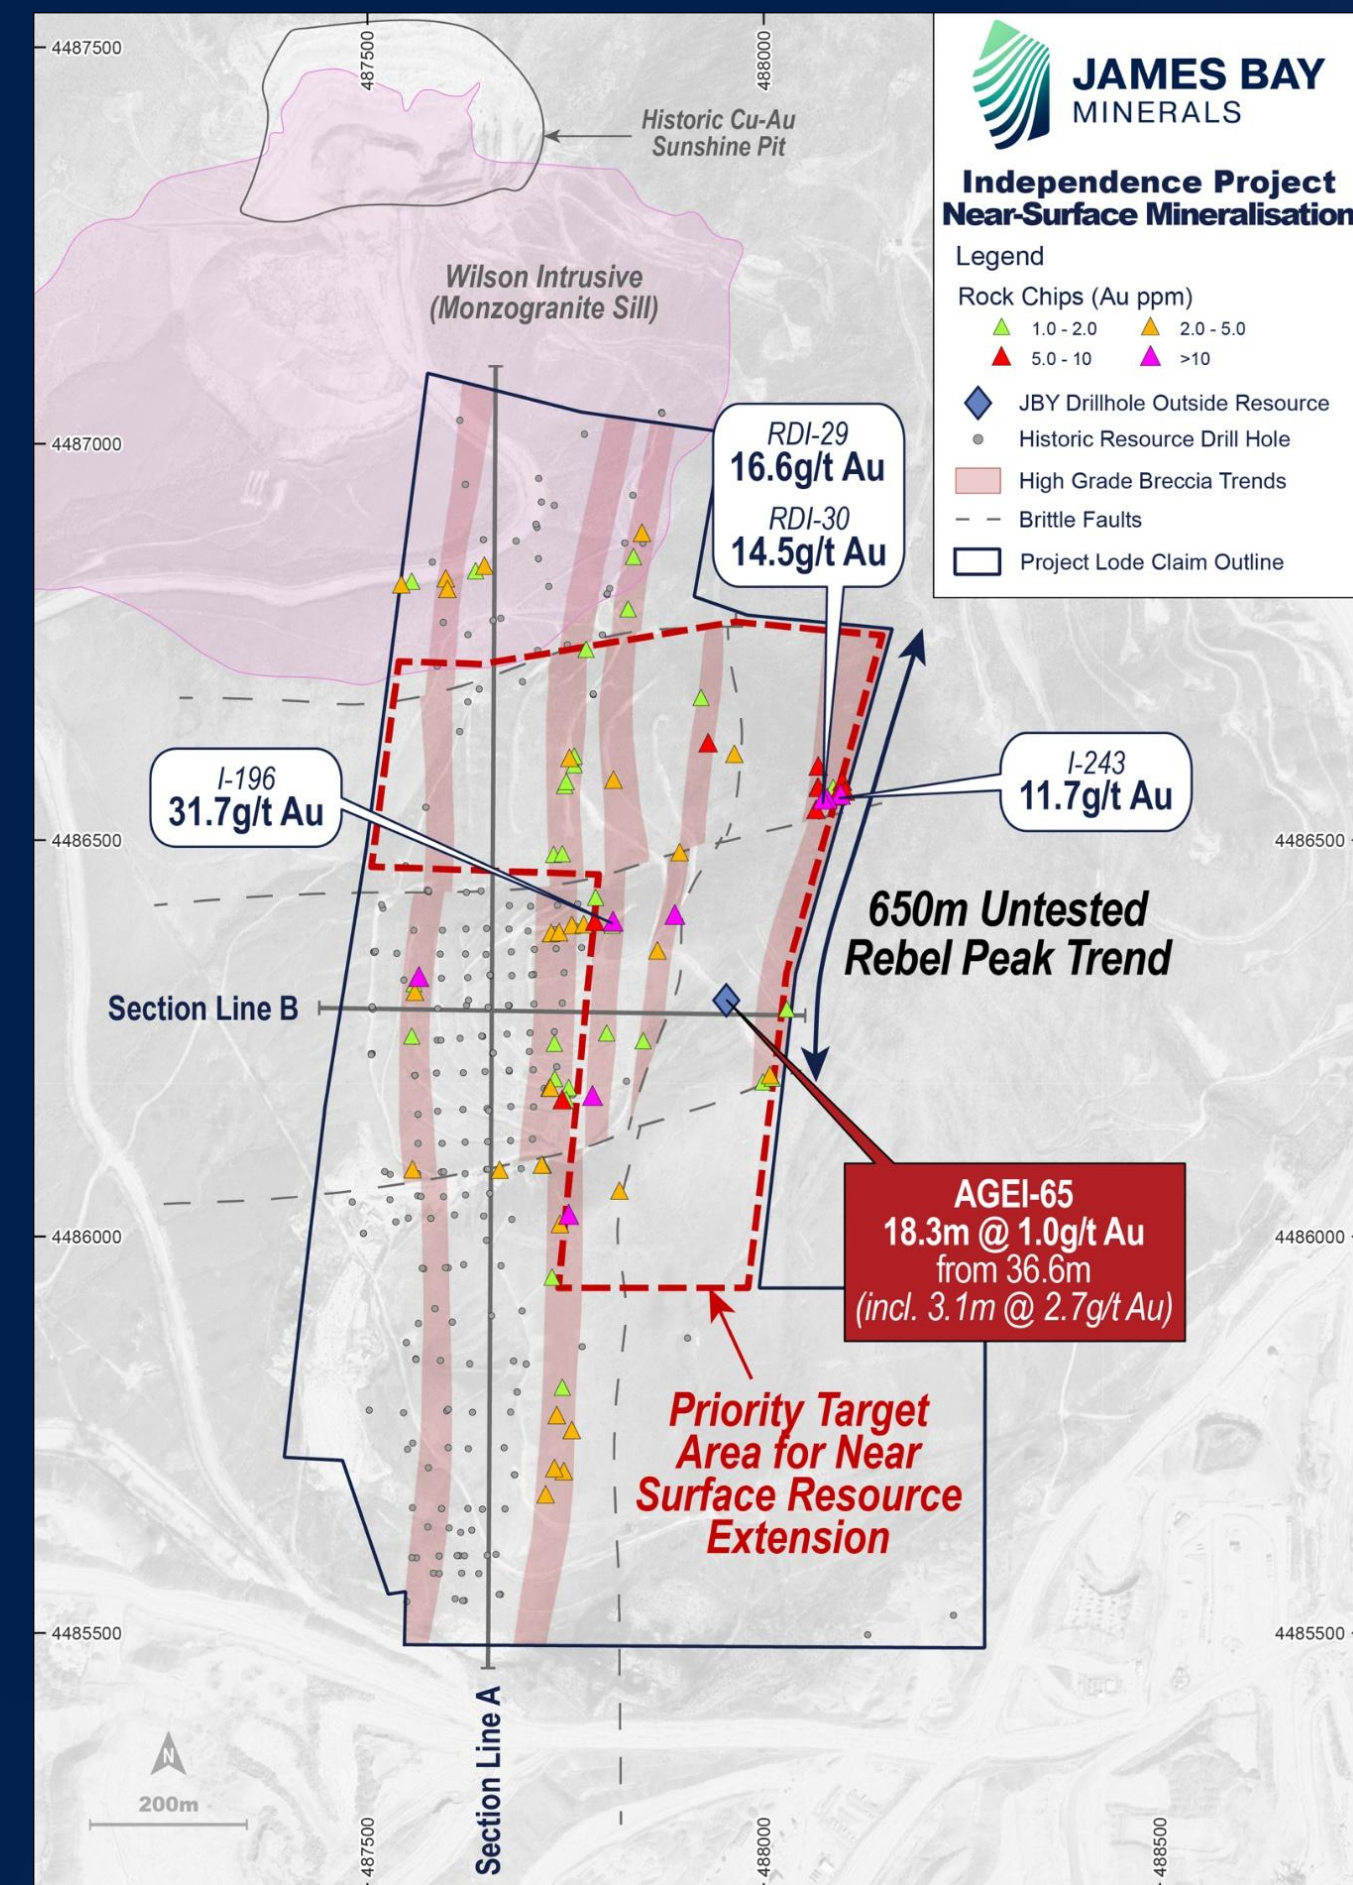 4487500
487500
488000
Historic Cu-Au
Sunshine Pit
JAMES BAY
MINERALS
Independence Project
Near-Surface Mineralisation
Legend
Rock Chips (Au ppm)
1.0 - 2.0
2.0 - 5.0
5.0 - 10
>10
JBY Drillhole Outside Resource
Historic Resource Drill Hole
High Grade Breccia Trends
Brittle Faults
Project Lode Claim Outline
Wilson Intrusive
(Monzogranite Sill)
4487000
RDI-29
16.6g/t Au
RDI-30
14.5g/t Au
I-196
31.7g/t Au
I-243
11.7g/t Au
4486500
4486500
650m Untested
Rebel Peak Trend
Section Line B
AGEI-65
18.3m @ 1.0g/t Au
from 36.6m
(incl. 3.1m @ 2.7g/t Au)
4486000
4486000
Priority Target
Area for Near
Surface Resource
Extension
4485500
4485500
Section Line A
N
200m
487500
488000
488500